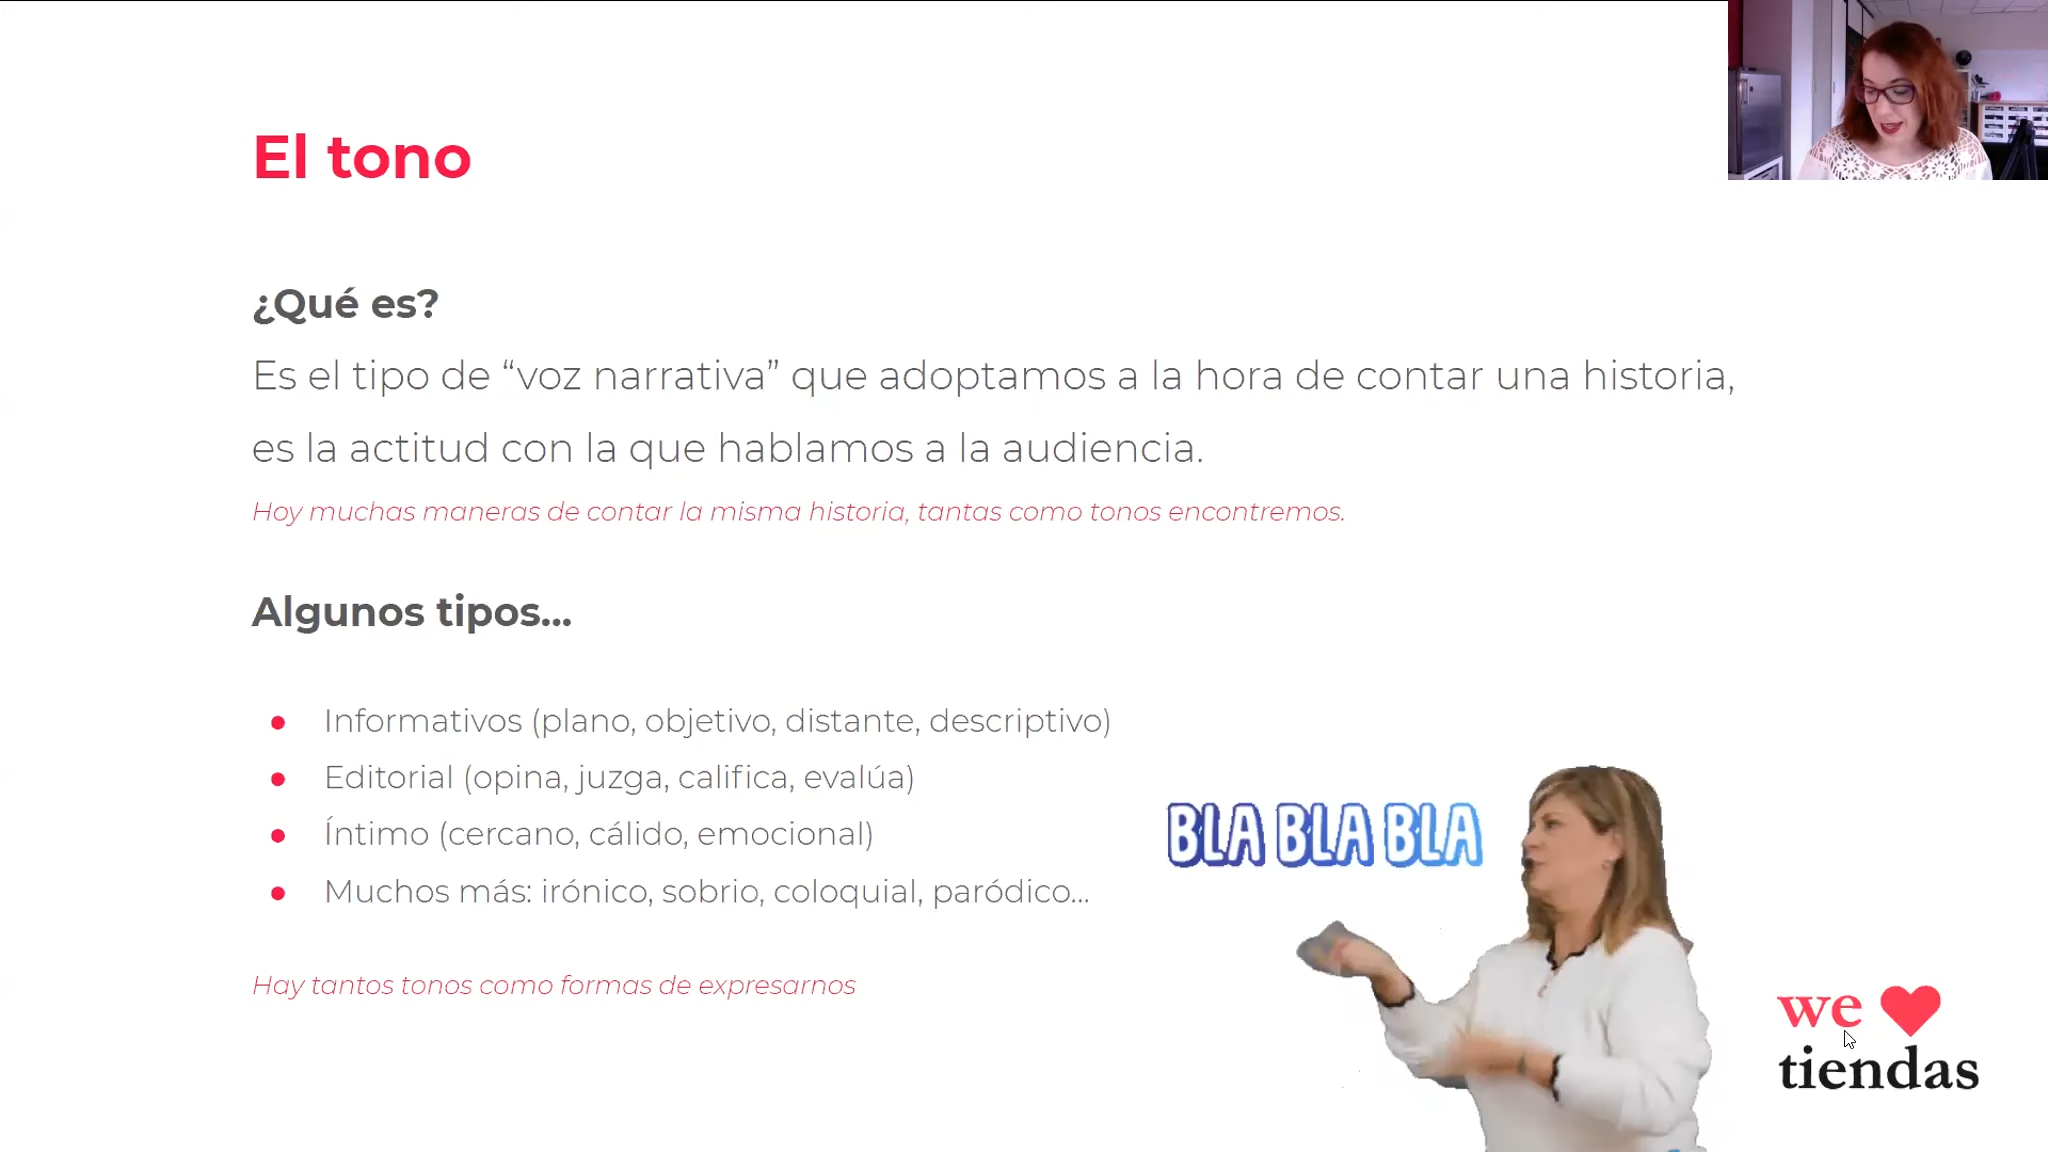 El tono
¿Qué es?
Es el tipo de “voz narrativa” que adoptamos a la hora de contar una historia,
es la actitud con la que hablamos a la audiencia.
Hoy muchas maneras de contar la misma historia, tantas como tonos encontremos.
Algunos tipos...
Informativos (plano, objetivo, distante, descriptivo)
Editorial (opina, juzga, califica, evalúa)
Íntimo (cercano, cálido, emocional)
Muchos más: irónico, sobrio, coloquial, paródico...
BLA BLA BLA
Hay tantos tonos como formas de expresarnos
we
tiendas